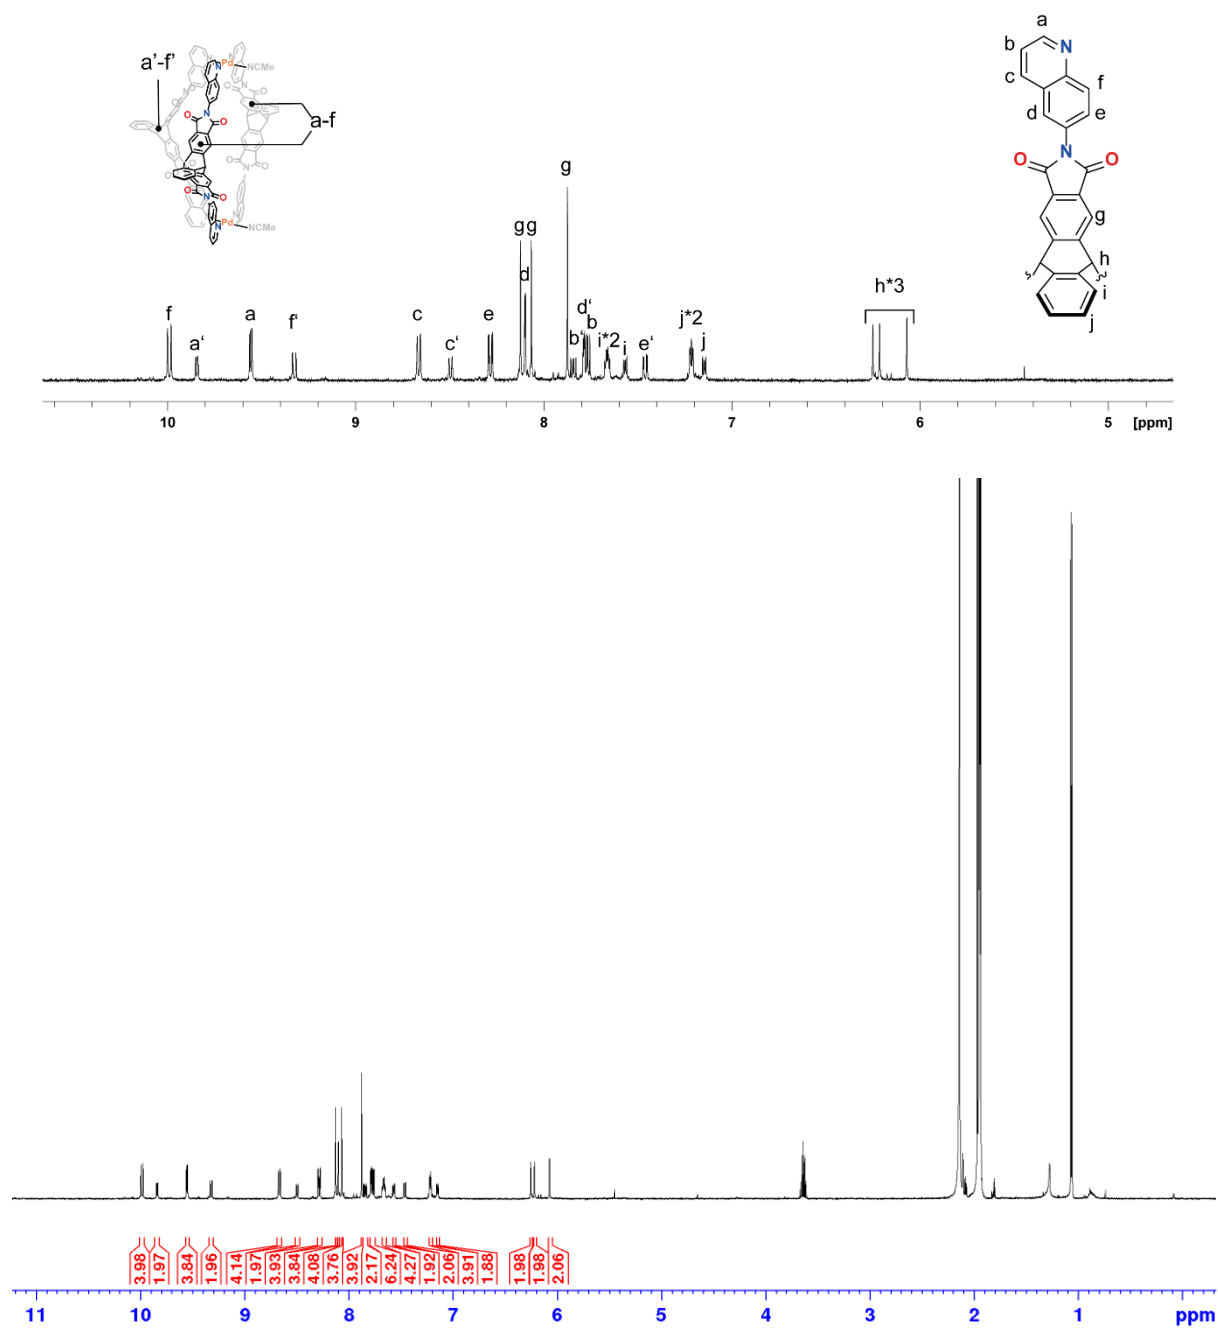 a
b
N
c
f
d
e
N
O
O
g
h
i
j
a'-f'
a-f
Pd
NCMe
N
O
O
N
O
O
N
Pd
NCMe
f
a‘
a
f‘
c
c‘
e
g
g
d
g
b‘
d‘
b
i*2
i
e‘
j*2
j
h*3
10
9
8
7
6
5
[ppm]
3.98
1.97
3.84
1.96
4.14
1.97
3.93
3.84
4.08
3.76
3.92
2.17
6.24
4.27
1.92
2.06
3.91
1.88
1.98
1.98
2.06
11
10
9
8
7
6
5
4
3
2
1
ppm